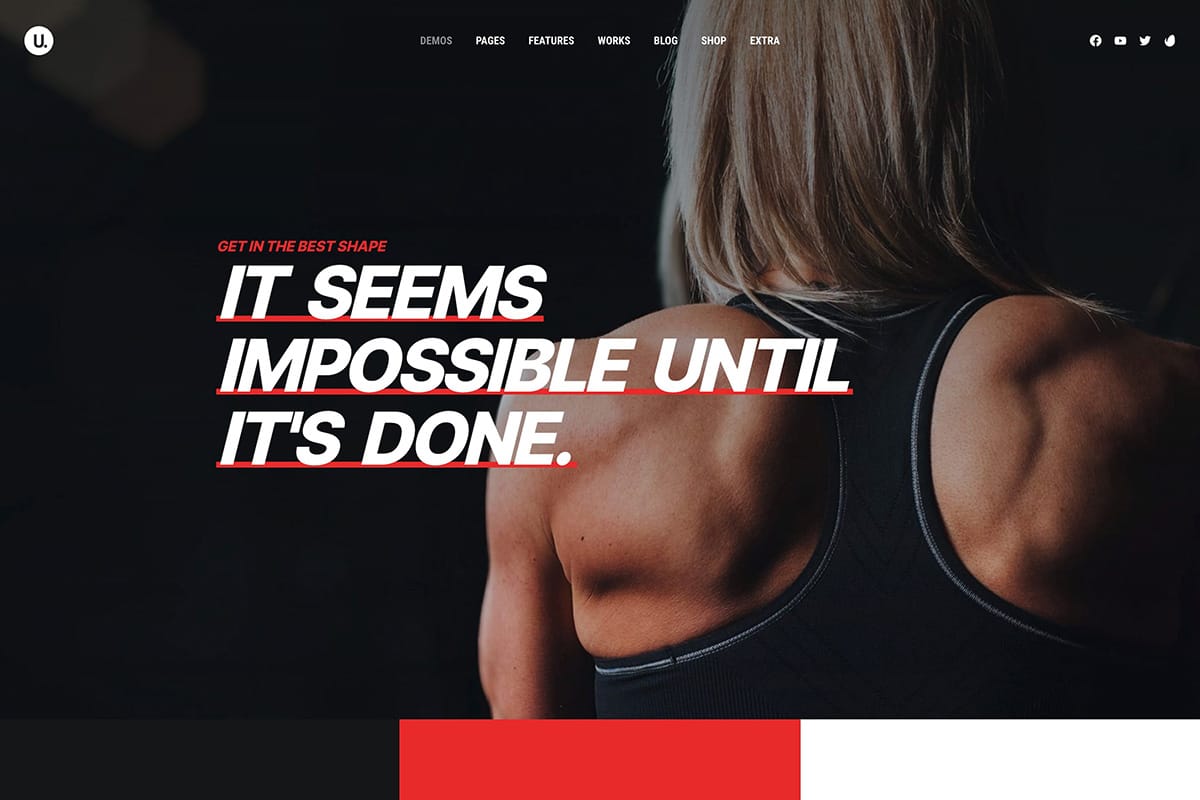 U.
DEMOS PAGES FEATURES WORKS BLOG SHOP EXTRA
GET IN THE BEST SHAPE
IT SEEMS
IMPOSSIBLE UNTIL
IT'S DONE.